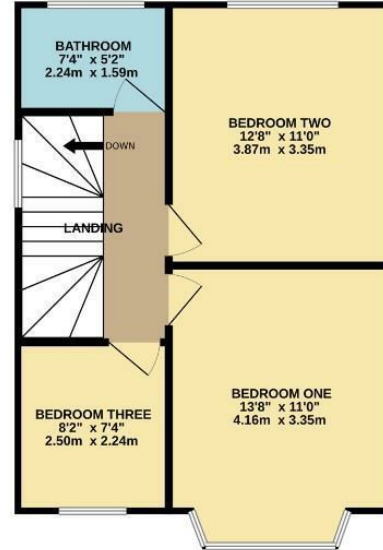 BATHROOM
7'4" x 5'2"
2.24m x 1.59m
BEDROOM TWO
12'8" x 11'0"
3.87m x 3.35m
DOWN
LANDING
BEDROOM THREE
8'2" x 7'4"
2.50m x 2.24m
BEDROOM ONE
13'8" x 11'0"
4.16m x 3.35m